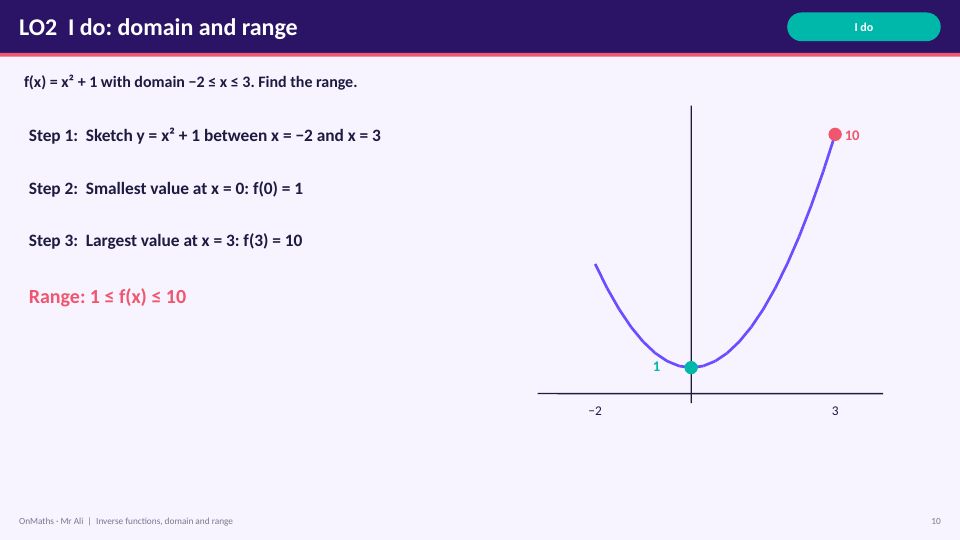 LO2  I do: domain and range
I do
f(x) = x² + 1 with domain −2 ≤ x ≤ 3. Find the range.
Step 1:  Sketch y = x² + 1 between x = −2 and x = 3
Step 2:  Smallest value at x = 0: f(0) = 1
Step 3:  Largest value at x = 3: f(3) = 10
Range: 1 ≤ f(x) ≤ 10
10
1
−2
3
OnMaths · Mr Ali  |  Inverse functions, domain and range
10